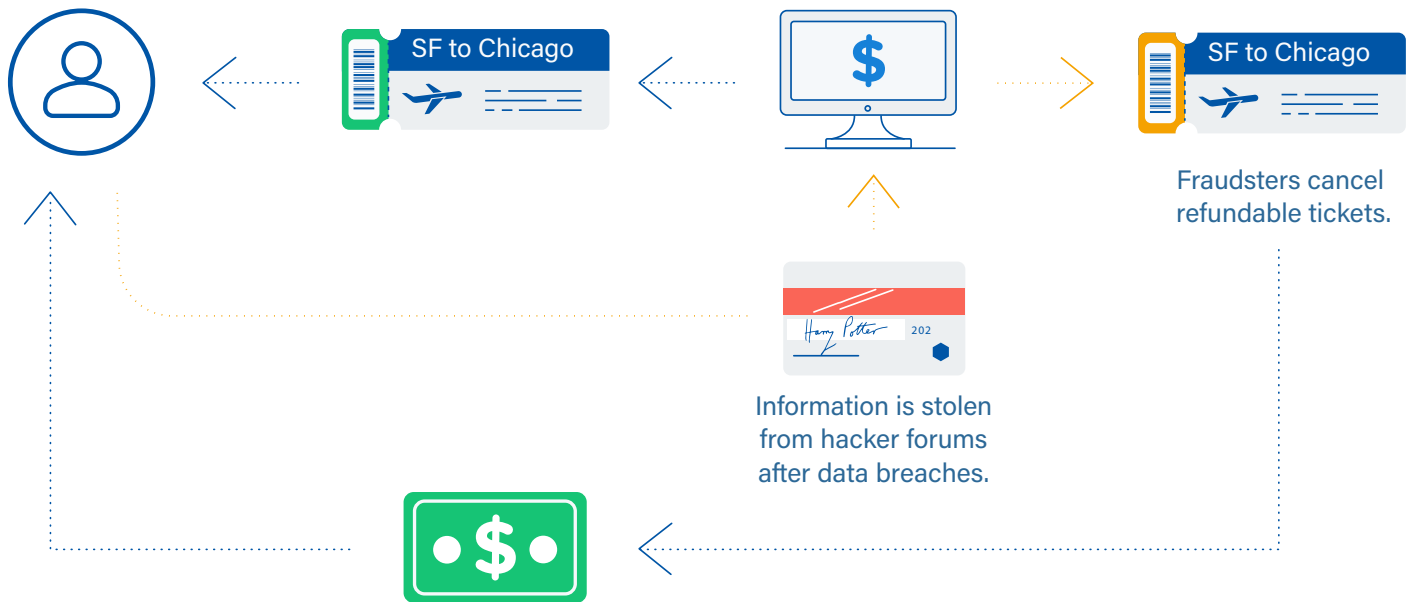 SF to Chicago
$
SF to Chicago
Fraudsters cancel
refundable tickets.
Harry Potter
202
Information is stolen
from hacker forums
after data breaches.
$